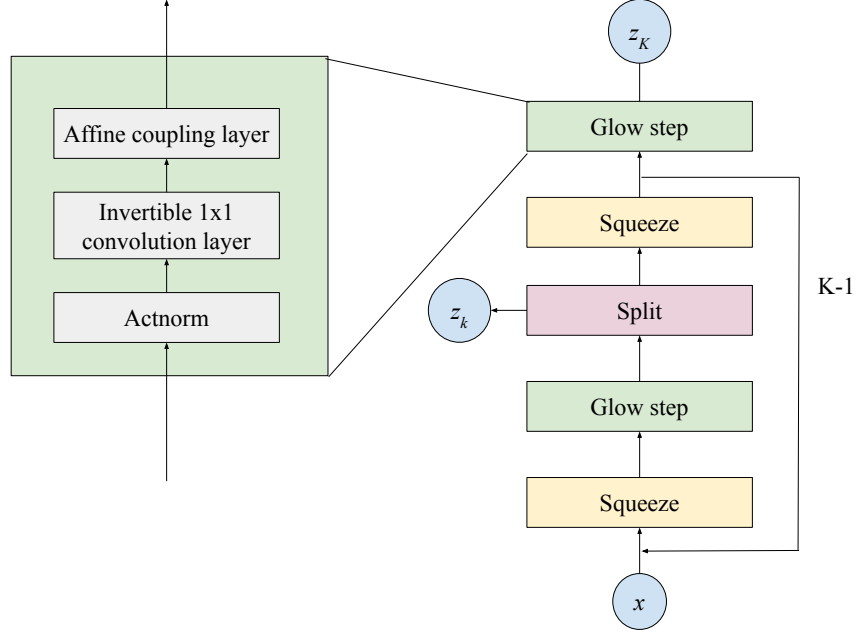 Affine coupling layer
Invertible 1x1
convolution layer
Actnorm
z_K
Glow step
Squeeze
Split
z_k
Glow step
Squeeze
x
K-1